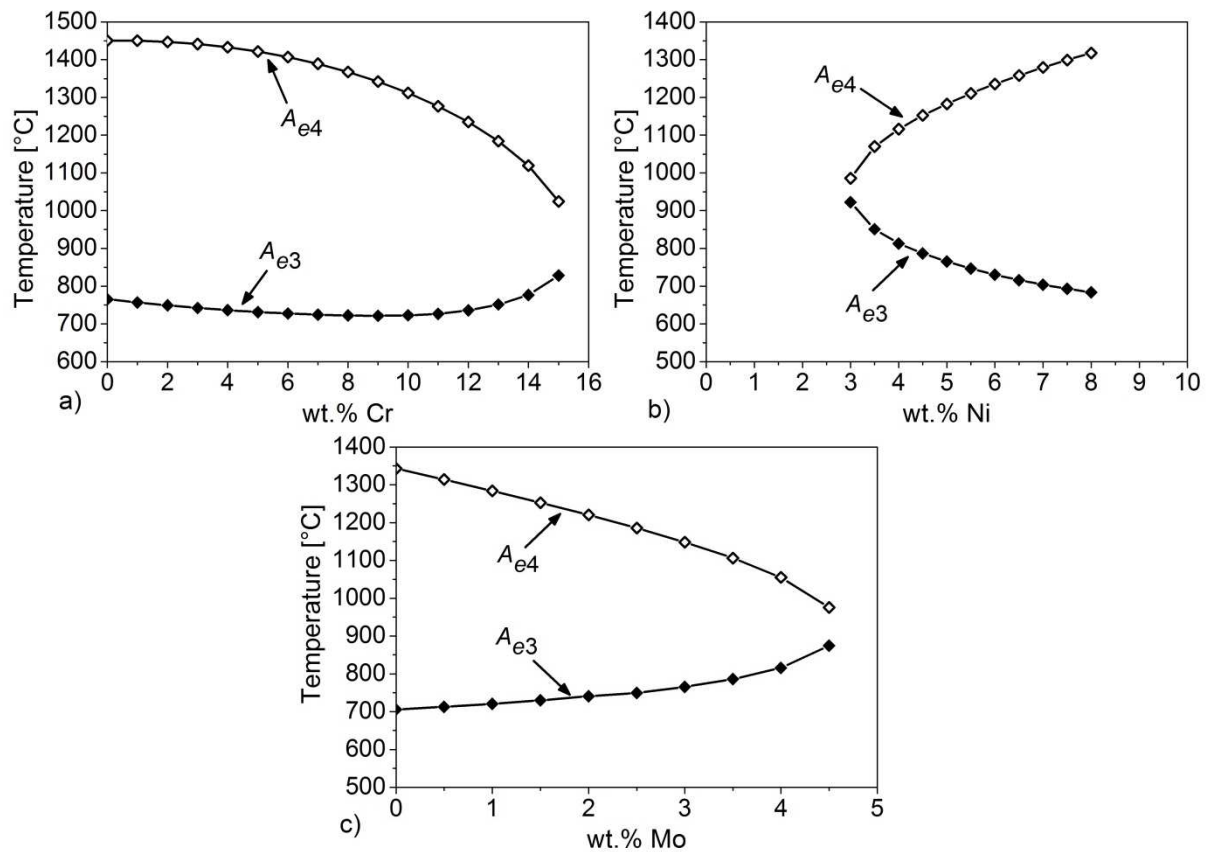 1500
1400
1300
1200
1100
1000
900
800
700
600
Temperature [°C]
Ae4
Ae3
0 2 4 6 8 10 12 14 16
a)
wt.% Cr
1400
1300
1200
1100
1000
900
800
700
600
500
Temperature [°C]
Ae4
Ae3
0 1 2 3 4 5 6 7 8 9 10
b)
wt.% Ni
1400
1300
1200
1100
1000
900
800
700
600
500
Temperature [°C]
Ae4
Ae3
0 1 2 3 4 5
c)
wt.% Mo